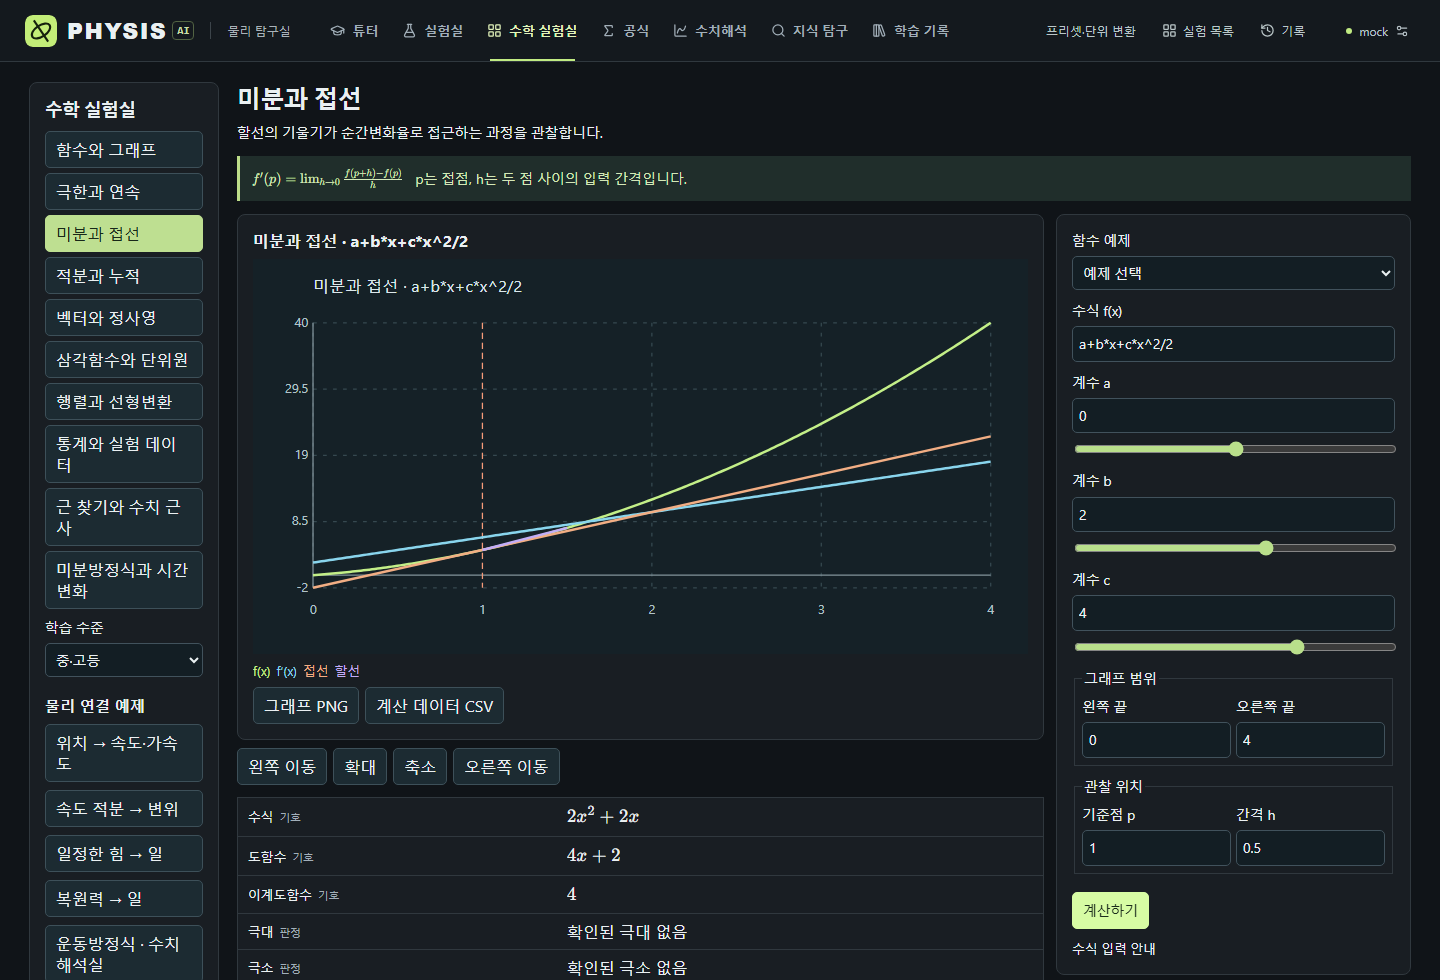 PHYSIS AI 물리 탐구실 튜터 실험실 수학 실험실 공식 수치해석 지식 탐구 학습 기록 프리셋·단위 변환 실험 목록 기록 mock
수학 실험실
함수와 그래프
극한과 연속
미분과 접선
적분과 누적
벡터와 정사영
삼각함수와 단위원
행렬과 선형변환
통계와 실험 데이
터
근 찾기와 수치 근
사
미분방정식과 시간
변화
학습 수준
중·고등
물리 연결 예제
위치 → 속도·가속
도
속도 적분 → 변위
일정한 힘 → 일
복원력 → 일
운동방정식 · 수치
해석실
미분과 접선
할선의 기울기가 순간변화율로 접근하는 과정을 관찰합니다.
f′(p) = lim_{h→0} \frac{f(p+h)−f(p)}{h} p는 접점, h는 두 점 사이의 입력 간격입니다.
미분과 접선 · a+b*x+c*x^2/2
미분과 접선 · a+b*x+c*x^2/2
40
29.5
19
8.5
-2
0 1 2 3 4
f(x) f′(x) 접선 할선
그래프 PNG 계산 데이터 CSV
왼쪽 이동 확대 축소 오른쪽 이동
수식 기호 2x² + 2x
도함수 기호 4x + 2
이계도함수 기호 4
극대 판정 확인된 극대 없음
극소 판정 확인된 극소 없음
함수 예제
예제 선택
수식 f(x)
a+b*x+c*x^2/2
계수 a
0
계수 b
2
계수 c
4
그래프 범위
왼쪽 끝 오른쪽 끝
0 4
관찰 위치
기준점 p 간격 h
1 0.5
계산하기
수식 입력 안내